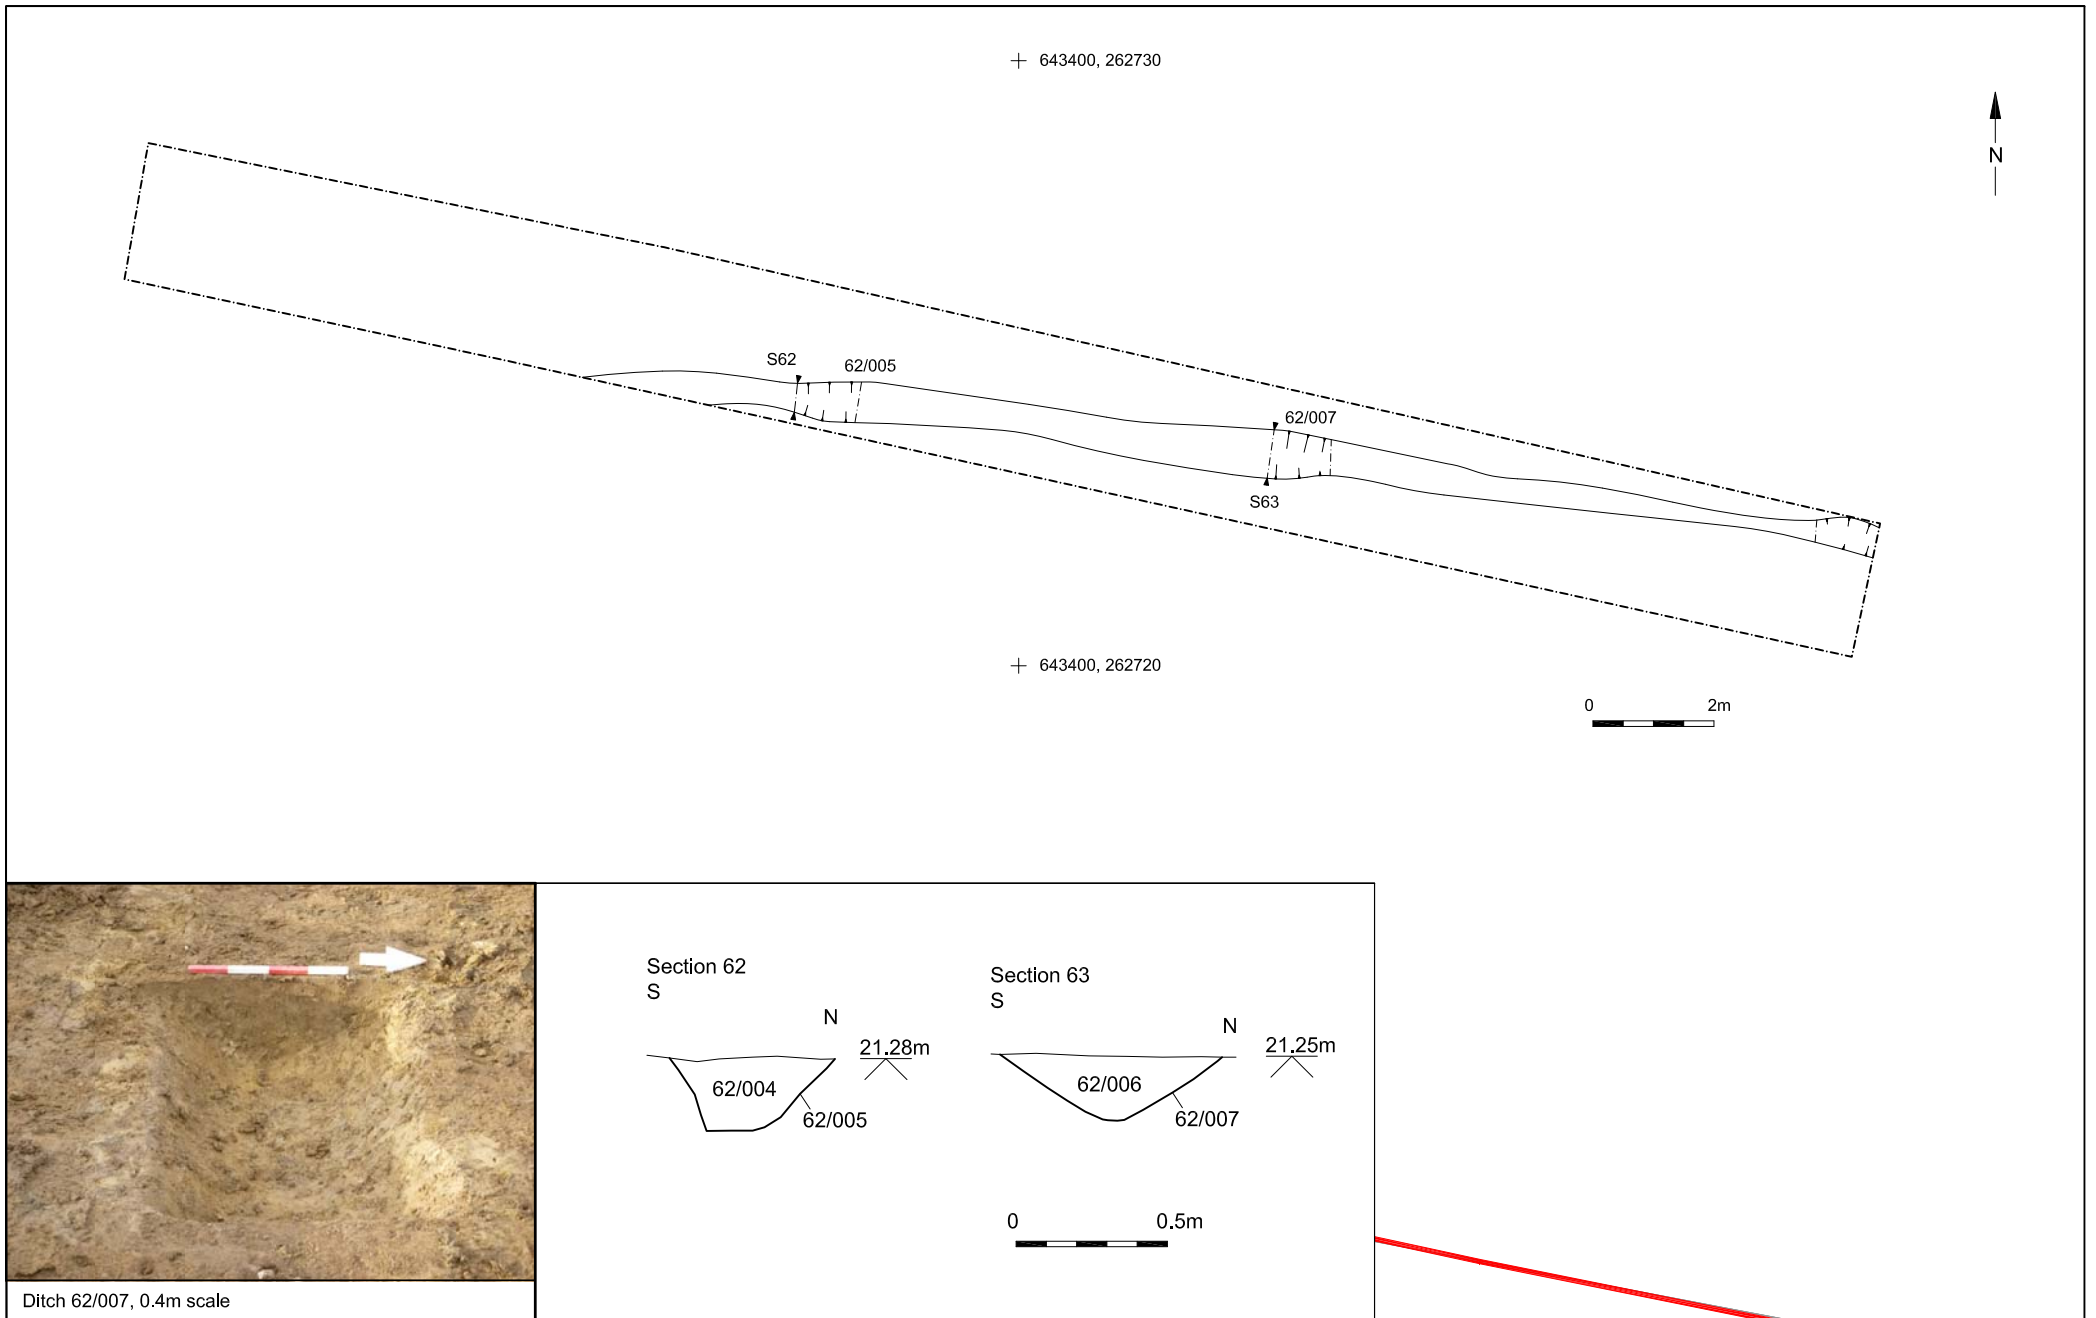 643400, 262730
N
S62
62/005
62/007
S63
643400, 262720
0 2m
Section 62
S
N
21.28m
62/004
62/005
Section 63
S
N
21.25m
62/006
62/007
0 0.5m
Ditch 62/007, 0.4m scale